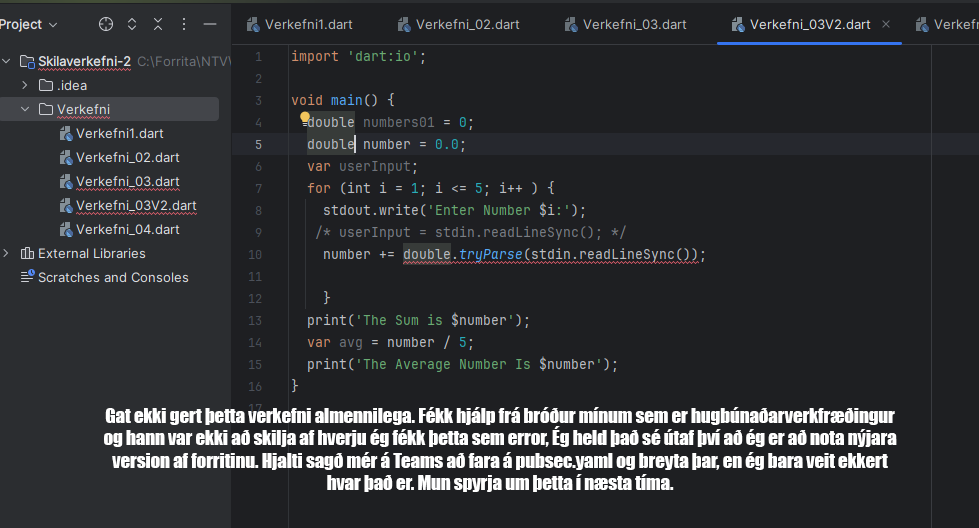 Project
Verkefni1.dart
Verkefni_02.dart
Verkefni_03.dart
Verkefni_03V2.dart
Verkefn
Skilaverkefni-2 C:\Forrita\NTV\
.idea
Verkefni
Verkefni1.dart
Verkefni_02.dart
Verkefni_03.dart
Verkefni_03V2.dart
Verkefni_04.dart
External Libraries
Scratches and Consoles
1 import 'dart:io';
2
3 void main() {
4 double numbers01 = 0;
5 double number = 0.0;
6 var userInput;
7 for (int i = 1; i <= 5; i++ ) {
8 stdout.write('Enter Number $i:');
9 /* userInput = stdin.readLineSync(); */
10 number += double.tryParse(stdin.readLineSync());
11
12 }
13 print('The Sum is $number');
14 var avg = number / 5;
15 print('The Average Number Is $number');
16 }
Gat ekki gert þetta verkefni almennilega. Fékk hjálp frá bróður mínum sem er hugbúnaðarverkfræðingur
og hann var ekki að skilja af hverju ég fékk þetta sem error, Ég held það sé útaf því að ég er að nota nýjara
version af forritinu. Hjalti sagð mér á Teams að fara á pubsec.yaml og breyta þar, en ég bara veit ekkert
hvar það er. Mun spyrja um þetta í næsta tíma.